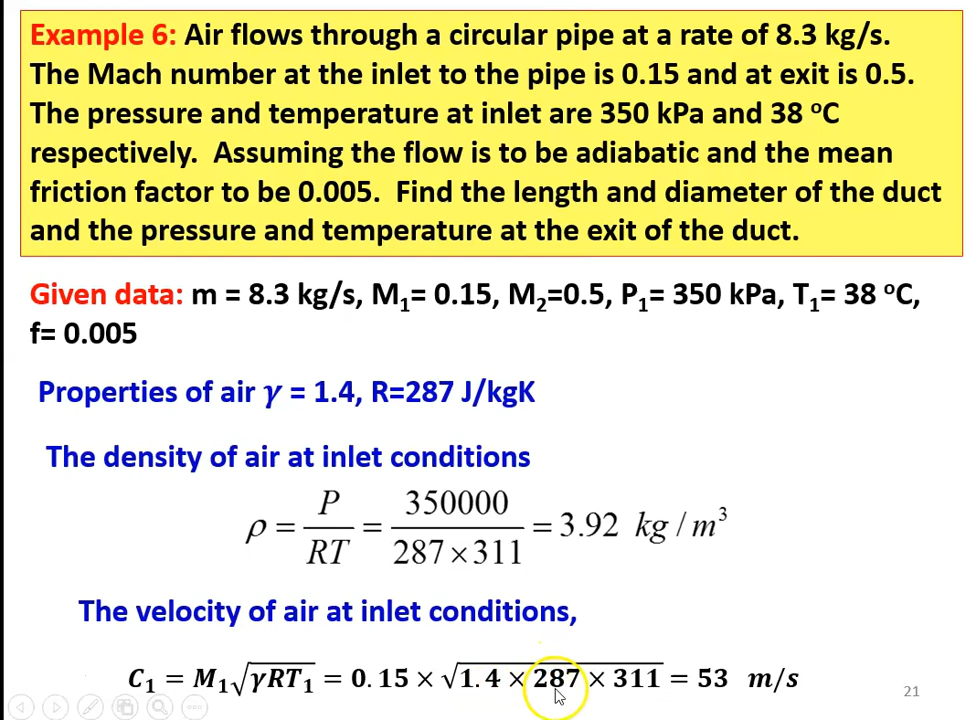 Example 6: Air flows through a circular pipe at a rate of 8.3 kg/s.
The Mach number at the inlet to the pipe is 0.15 and at exit is 0.5.
The pressure and temperature at inlet are 350 kPa and 38 ᵒC
respectively. Assuming the flow is to be adiabatic and the mean
friction factor to be 0.005. Find the length and diameter of the duct
and the pressure and temperature at the exit of the duct.
Given data: m = 8.3 kg/s, M₁= 0.15, M₂=0.5, P₁= 350 kPa, T₁= 38 ᵒC,
f= 0.005
Properties of air γ = 1.4, R=287 J/kgK
The density of air at inlet conditions
ρ = P/RT = 350000/287×311 = 3.92 kg/m³
The velocity of air at inlet conditions,
C₁ = M₁√γRT₁ = 0.15 × √1.4 × 287 × 311 = 53 m/s
21